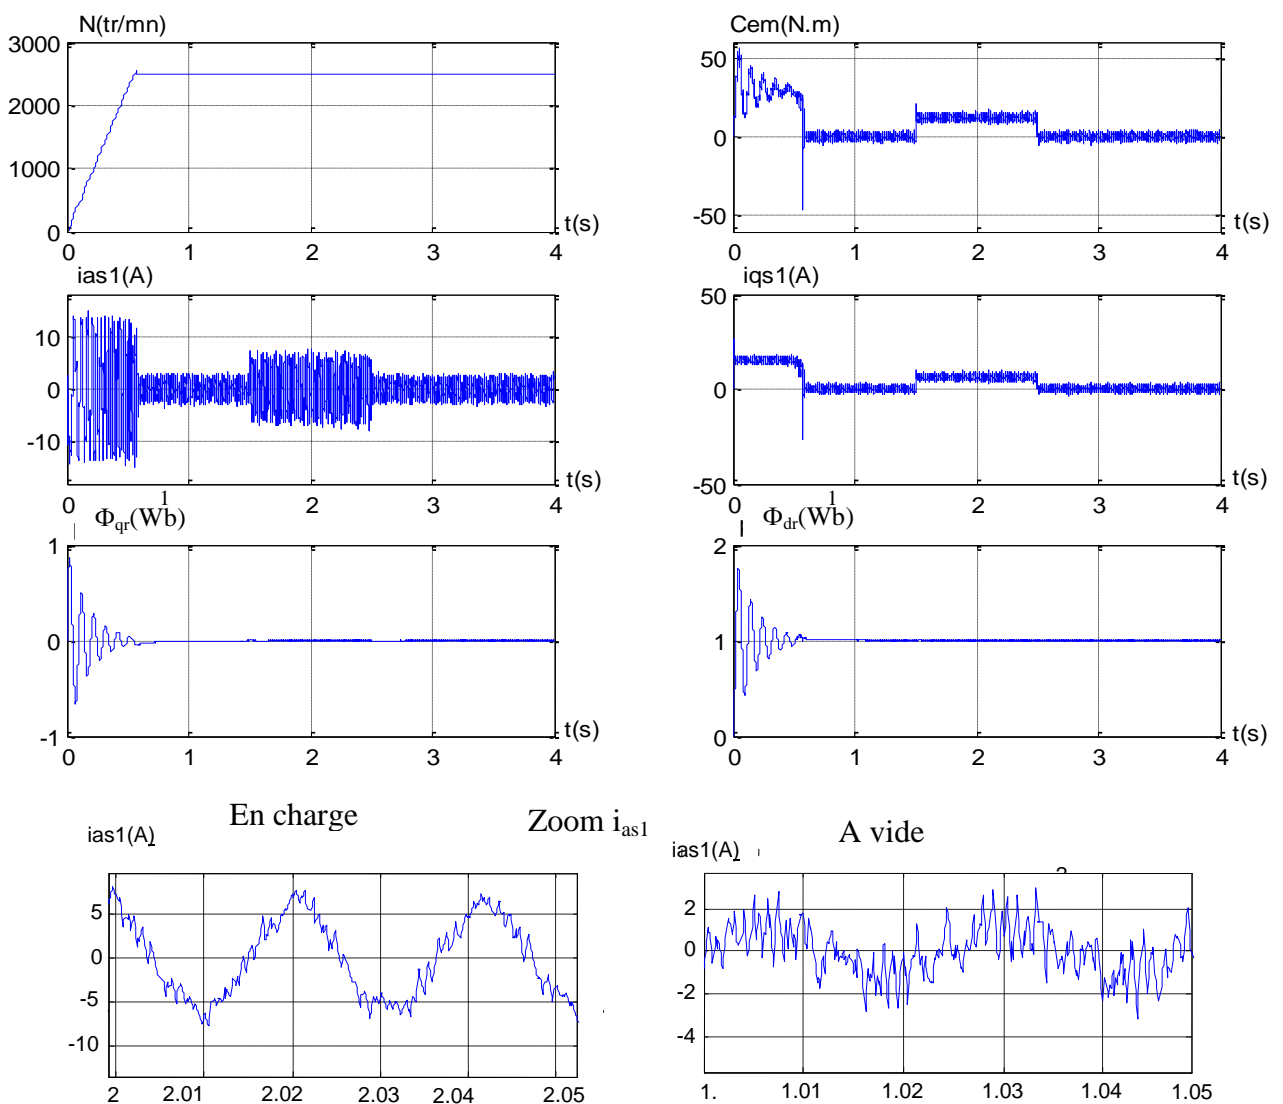 N(tr/mn)
3000
2000
1000
0
t(s)
0 1 2 3 4
Cem(N.m)
50
0
-50
t(s)
0 1 2 3 4
ias1(A)
10
0
-10
t(s)
0 1 2 3 4
iqs1(A)
50
0
-50
t(s)
0 1 2 3 4
Φqr(Wb)
1
0
-1
t(s)
0 1 2 3 4
Φdr(Wb)
2
1
0
t(s)
0 1 2 3 4
En charge
Zoom ias1
A vide
ias1(A)
5
0
-5
-10
2 2.01 2.02 2.03 2.04 2.05
ias1(A)
2
0
-2
-4
1. 1.01 1.02 1.03 1.04 1.05